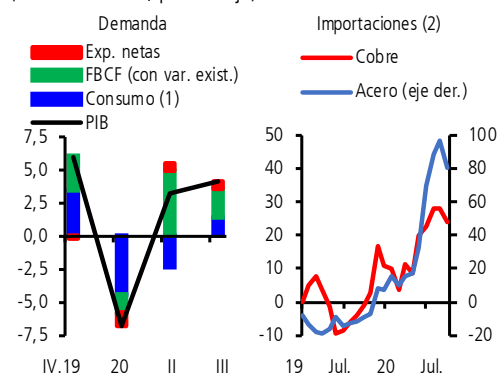 Demanda
Exp. netas
FBCF (con var. exist.)
Consumo (1)
PIB
7,5
5,0
2,5
0,0
-2,5
-5,0
-7,5
IV.19 20 II III
Importaciones (2)
Cobre
Acero (eje der.)
50 100
40 80
30 60
20 40
10 20
0 0
-10 -20
19 Jul. 20 Jul.